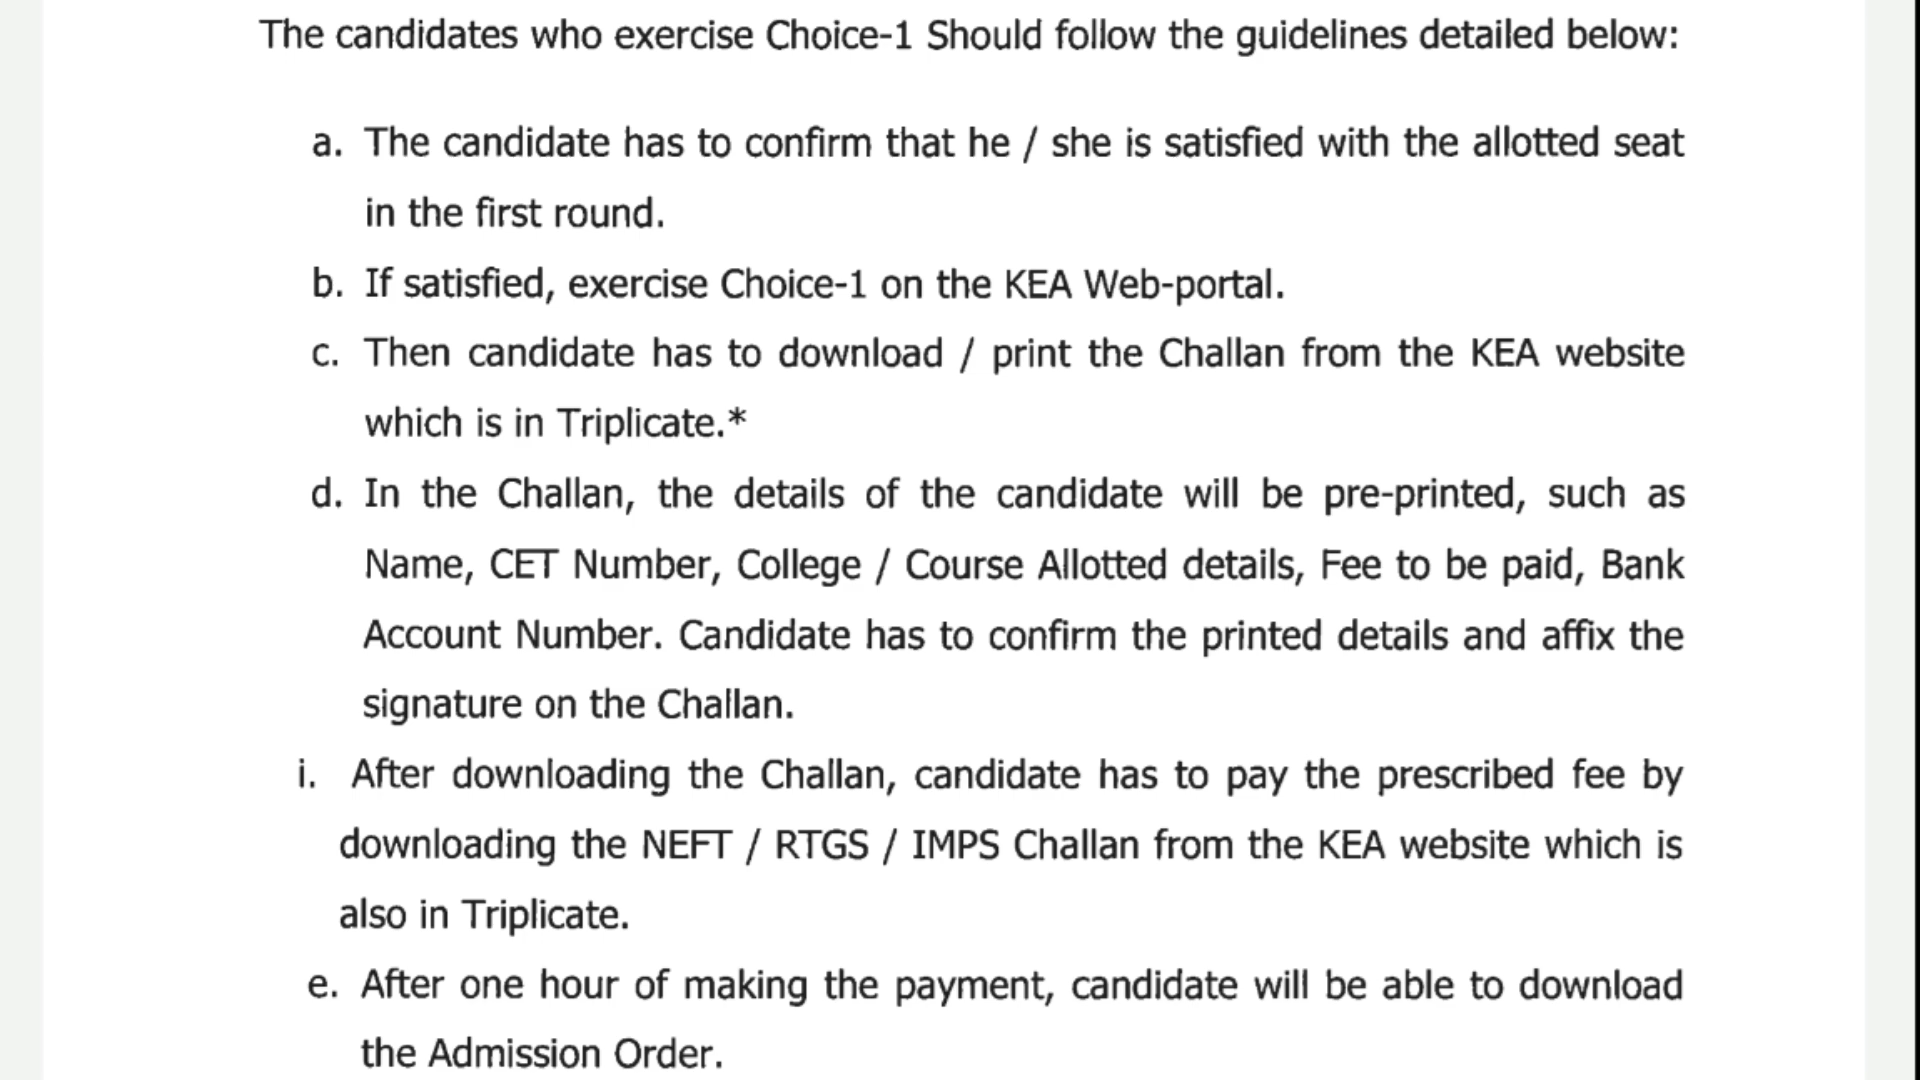 The candidates who exercise Choice-1 Should follow the guidelines detailed below:
a. The candidate has to confirm that he / she is satisfied with the allotted seat
in the first round.
b. If satisfied, exercise Choice-1 on the KEA Web-portal.
c. Then candidate has to download / print the Challan from the KEA website
which is in Triplicate.*
d. In the Challan, the details of the candidate will be pre-printed, such as
Name, CET Number, College / Course Allotted details, Fee to be paid, Bank
Account Number. Candidate has to confirm the printed details and affix the
signature on the Challan.
i. After downloading the Challan, candidate has to pay the prescribed fee by
downloading the NEFT / RTGS / IMPS Challan from the KEA website which is
also in Triplicate.
e. After one hour of making the payment, candidate will be able to download
the Admission Order.